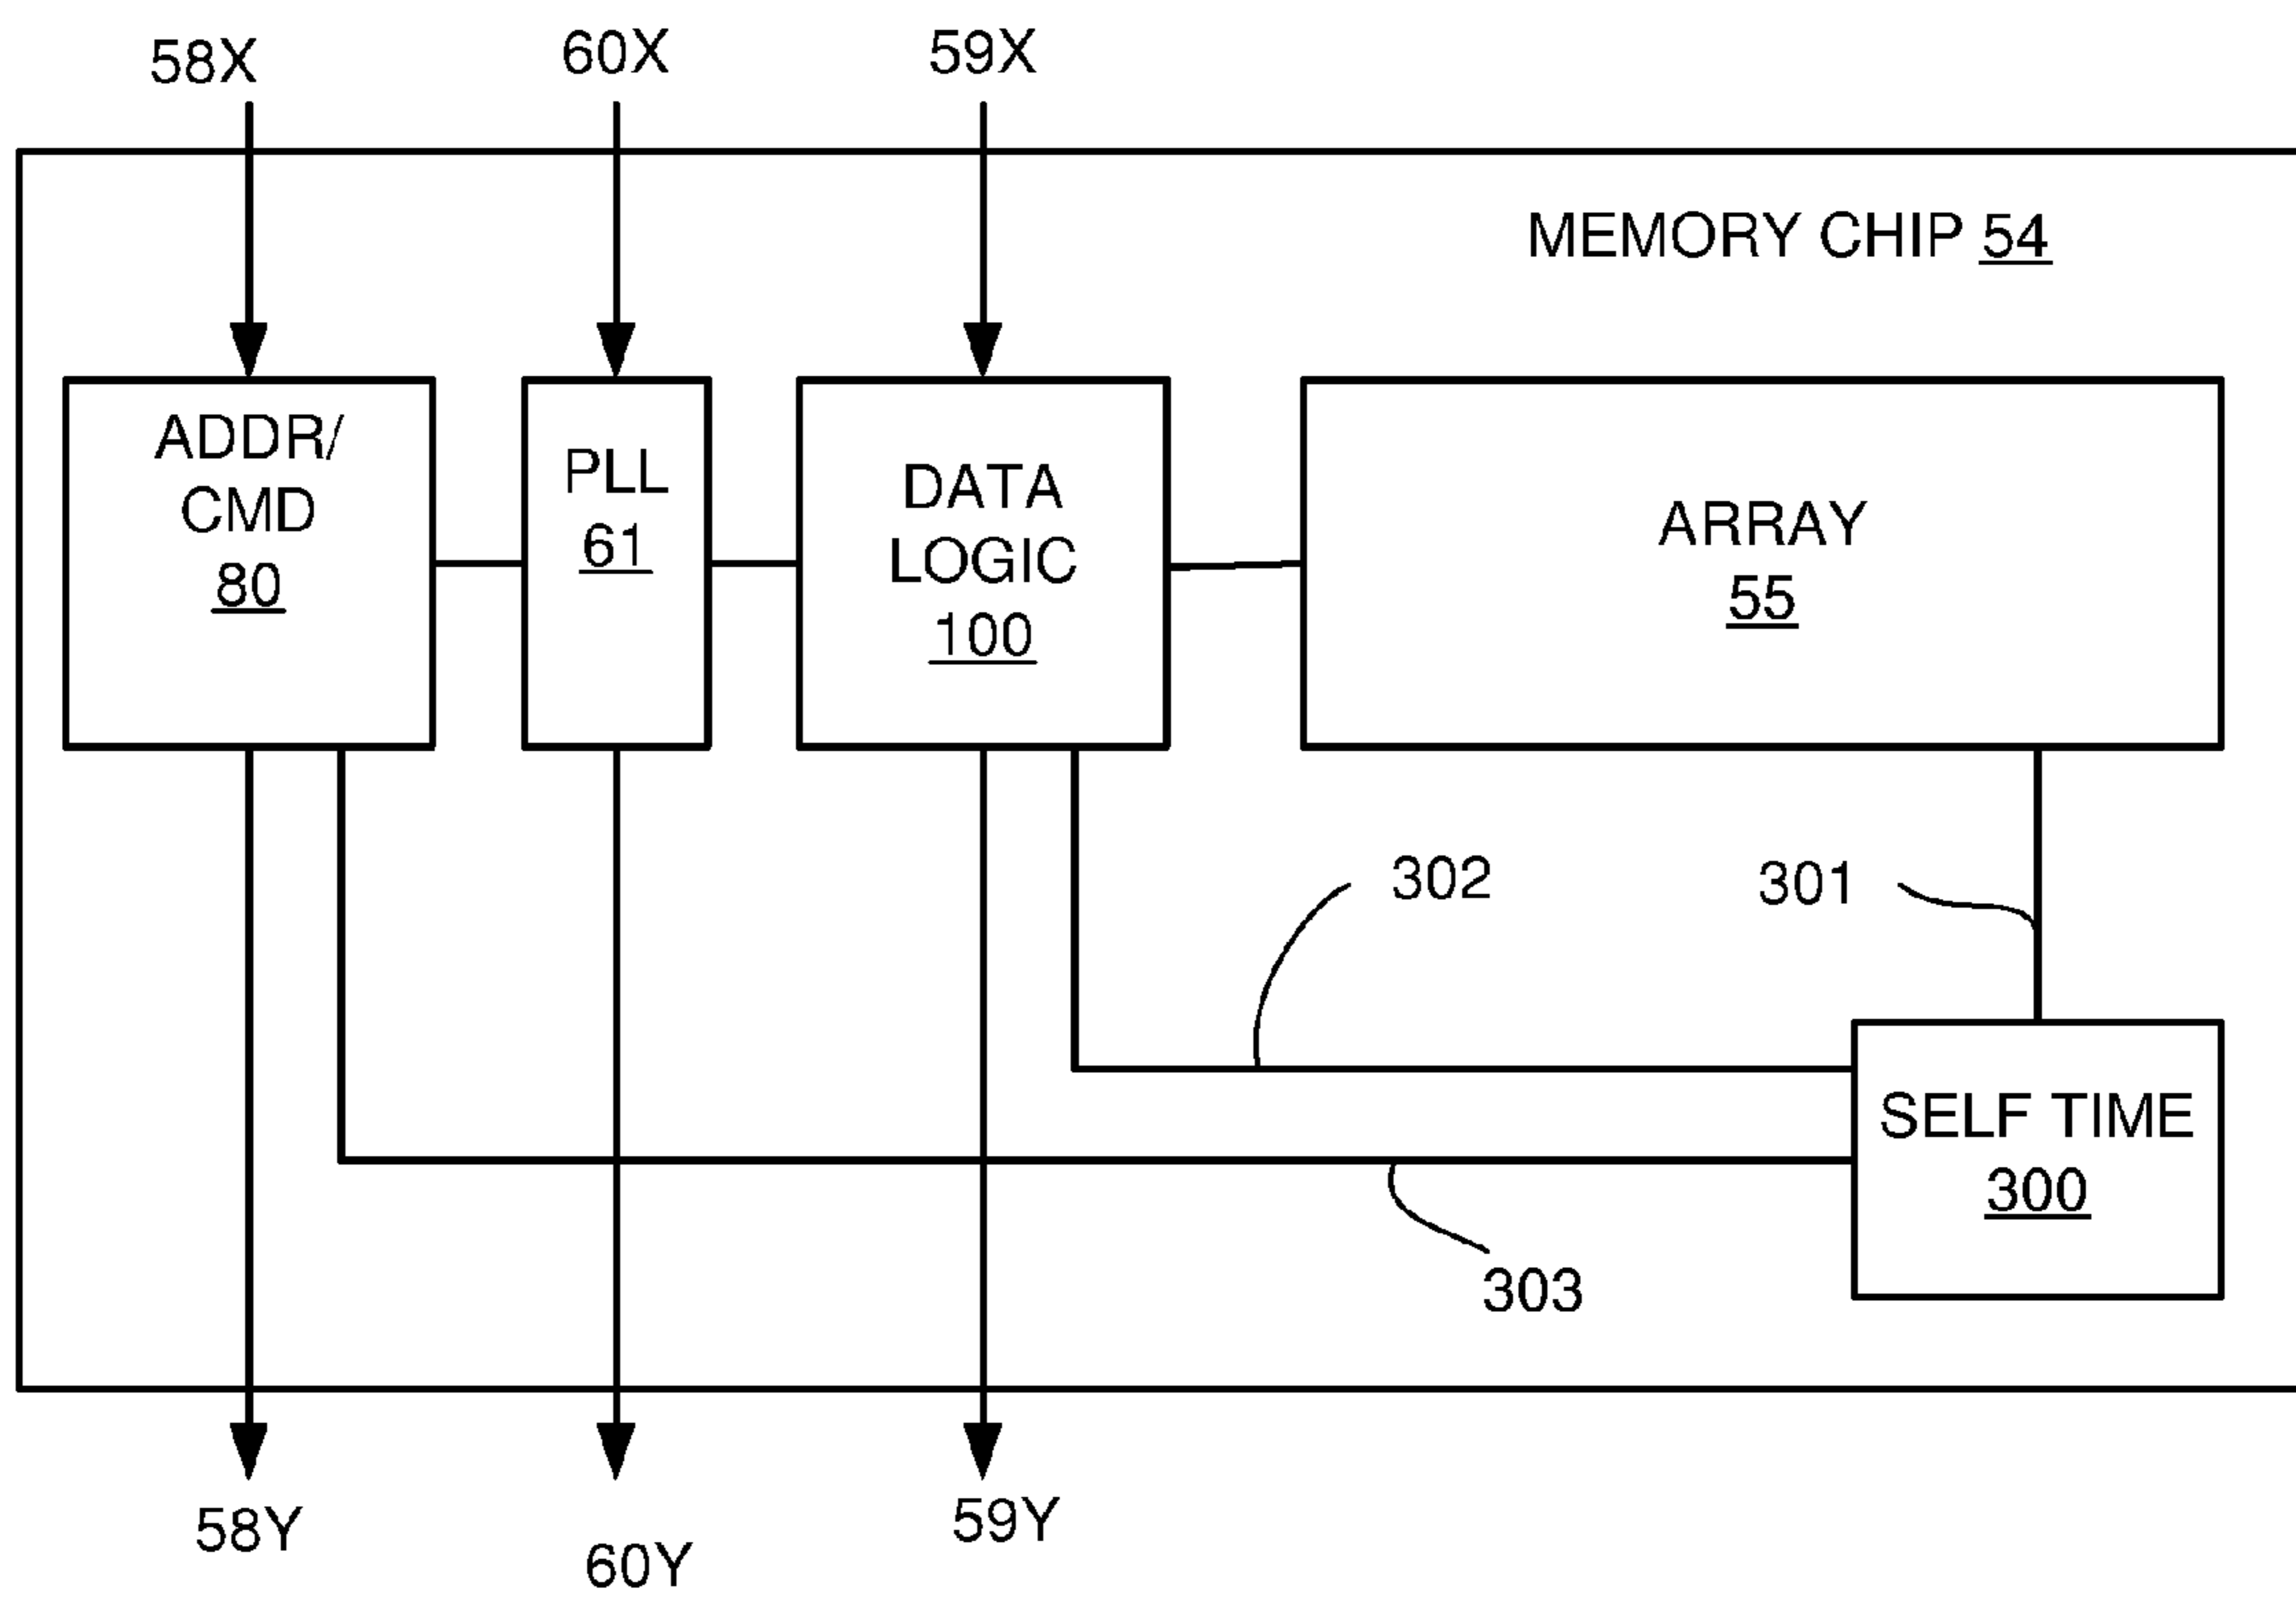 58X
60X
59X
MEMORY CHIP 54
ADDR/
CMD
80
PLL
61
DATA
LOGIC
100
ARRAY
55
302
301
SELF TIME
300
303
58Y
60Y
59Y